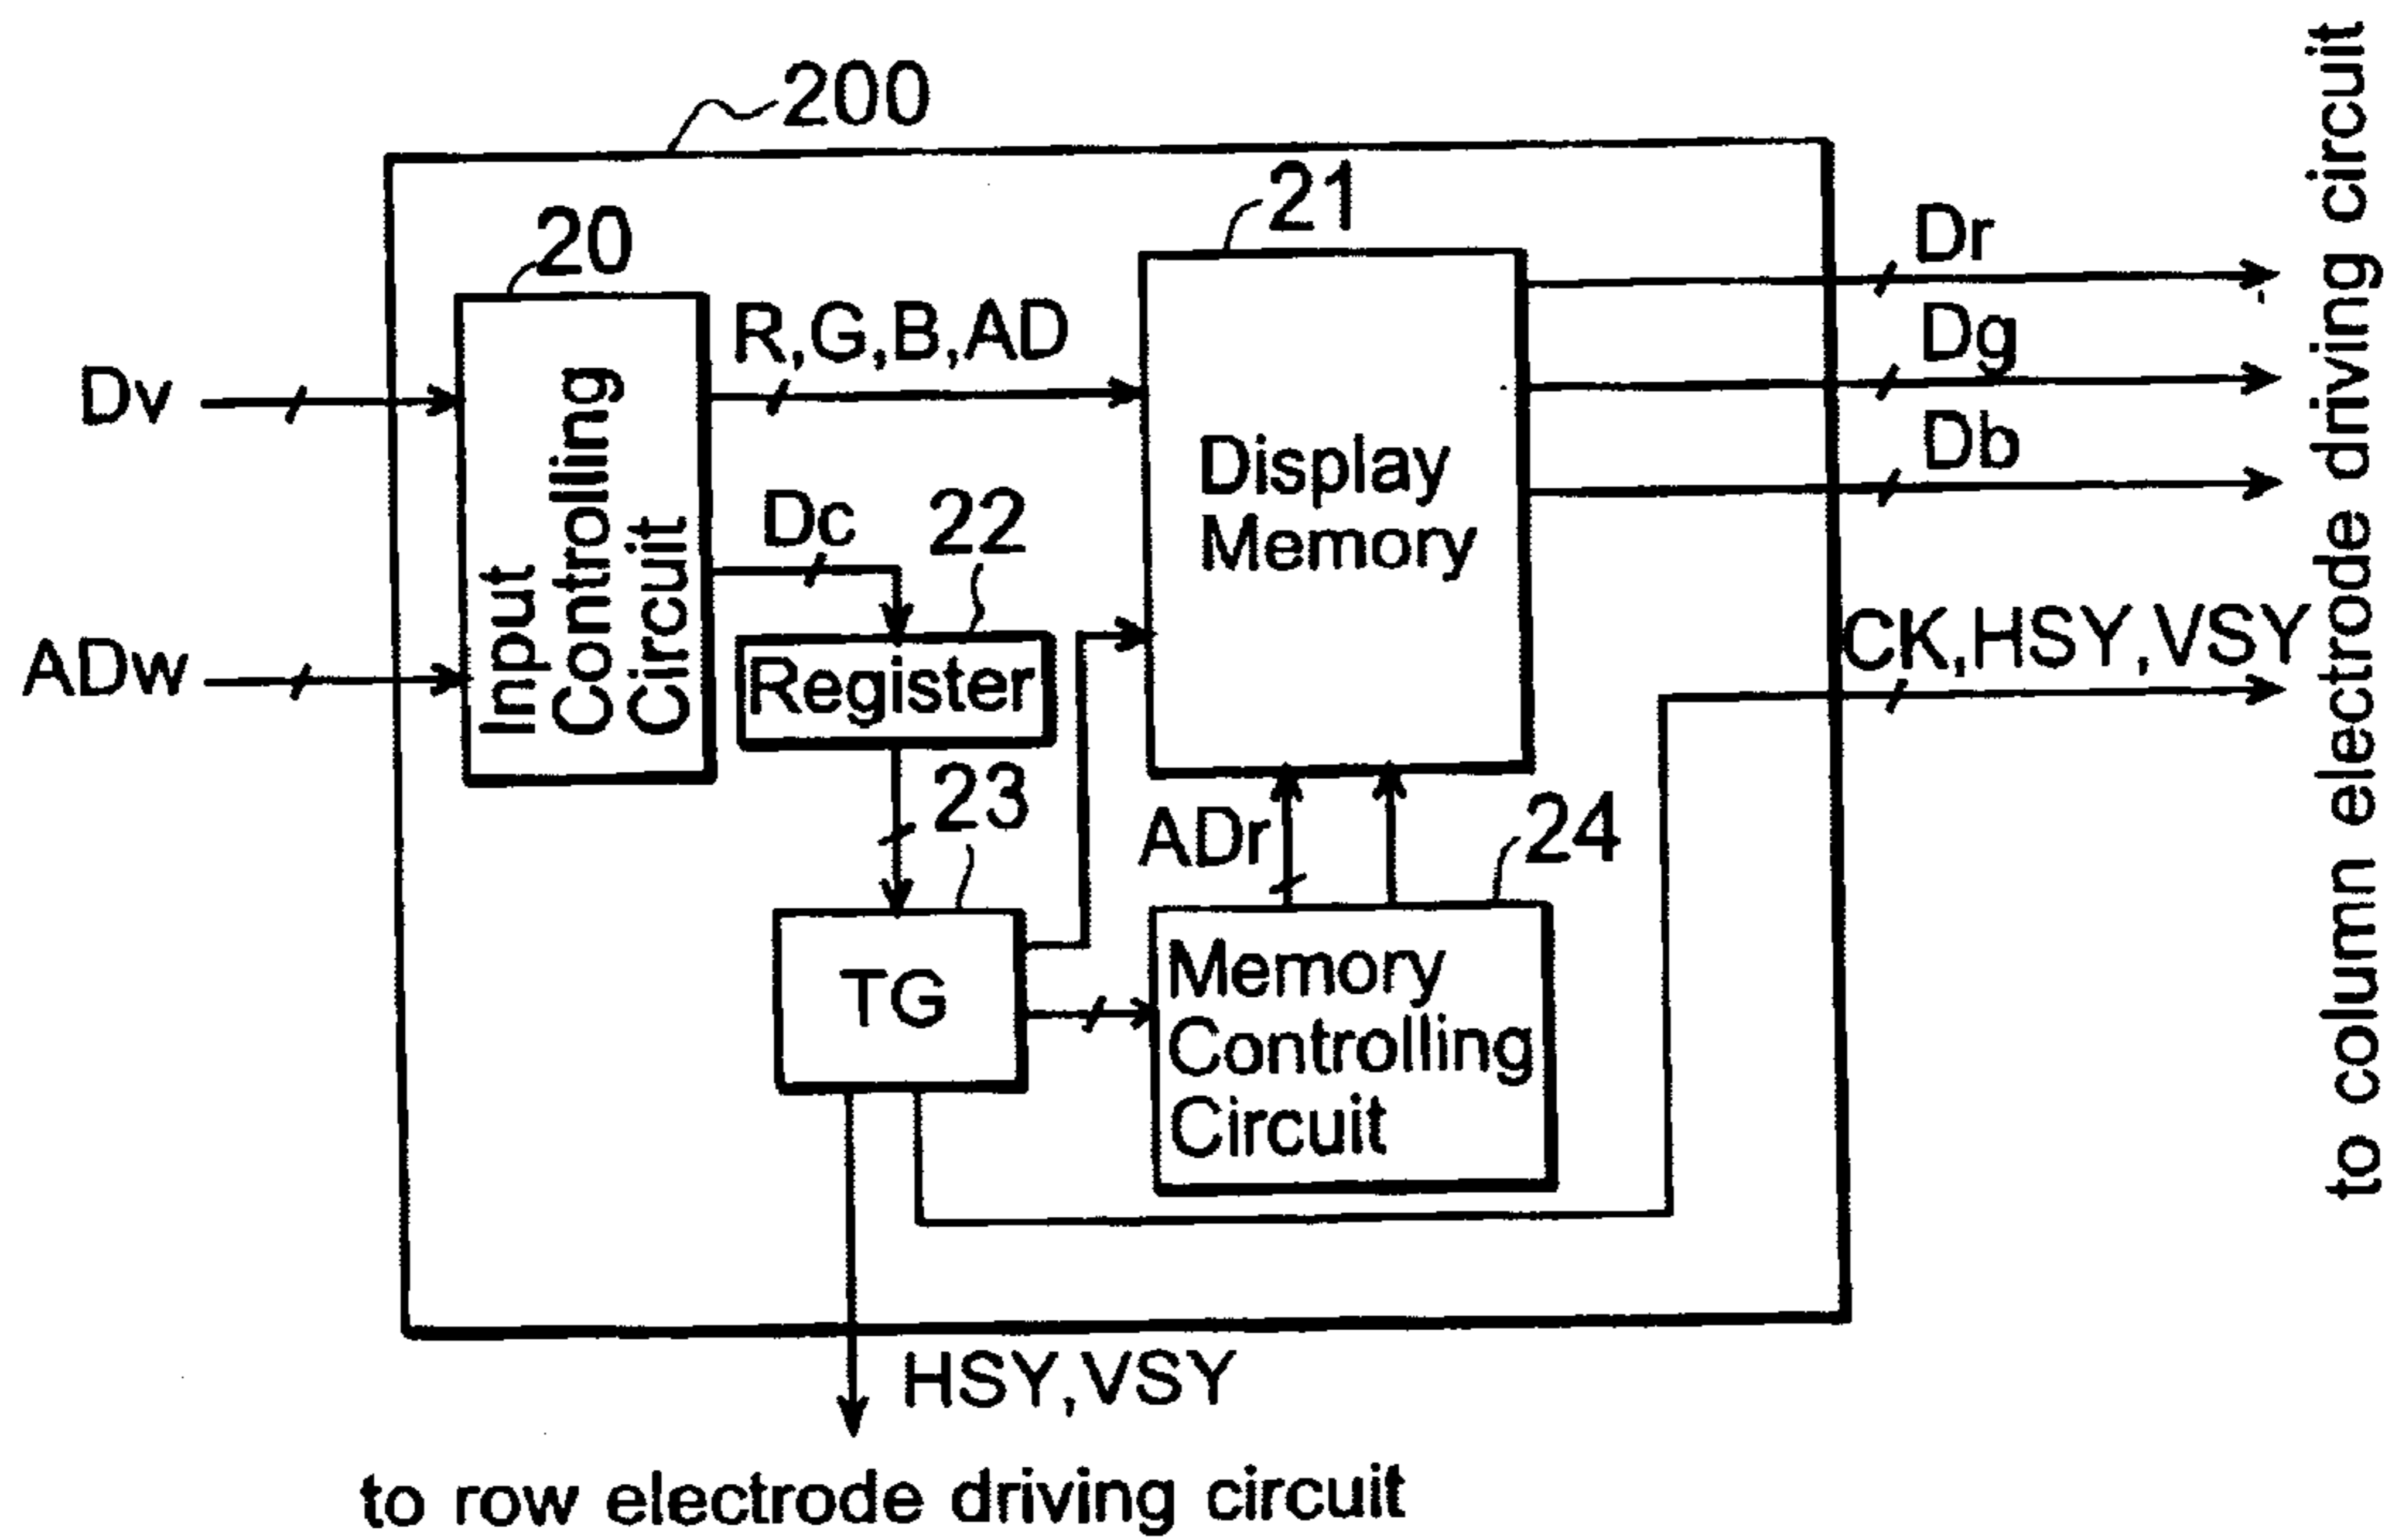 200
20
21
Dv
ADw
Input
Controlling
Circuit
R,G,B,AD
Dc
22
Register
23
TG
Display
Memory
ADr
24
Memory
Controlling
Circuit
Dr
Dg
Db
CK,HSY,VSY
to column electrode driving circuit
HSY,VSY
to row electrode driving circuit